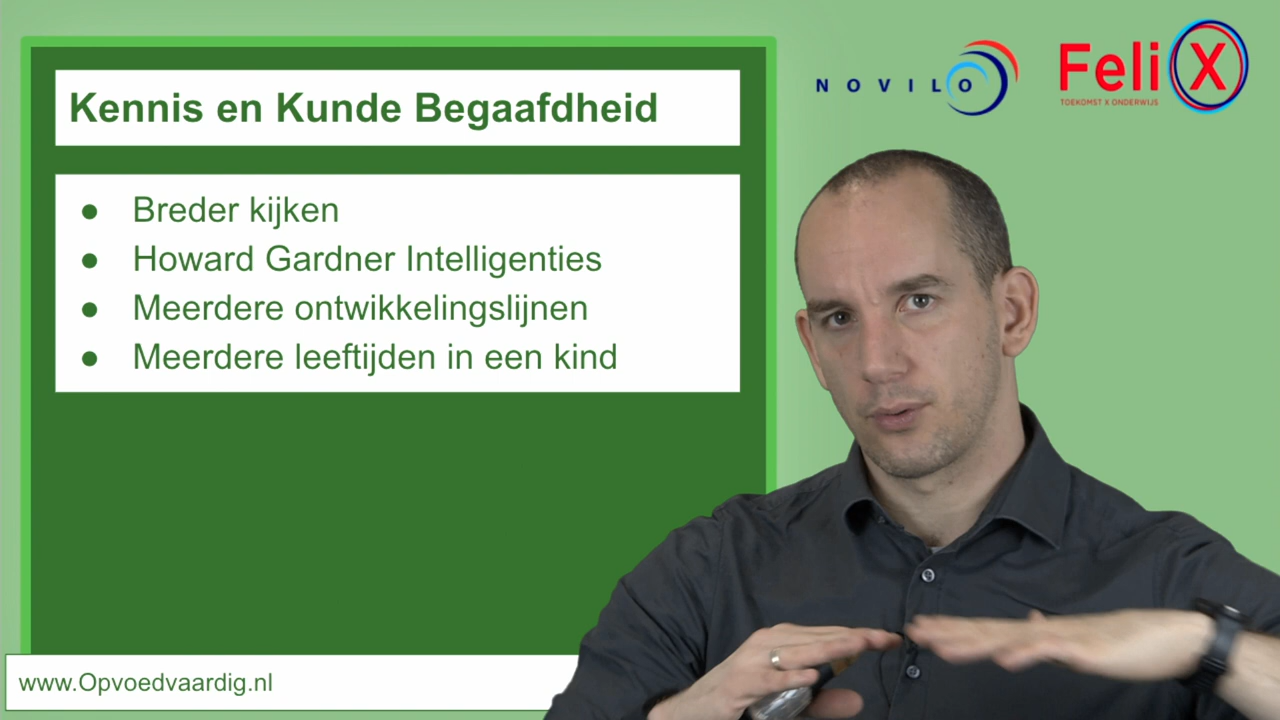 Kennis en Kunde Begaafdheid
● Breder kijken
● Howard Gardner Intelligenties
● Meerdere ontwikkelingslijnen
● Meerdere leeftijden in een kind
www.Opvoedvaardig.nl
NOVILO
FeliX
TOEKOMST X ONDERWIJS